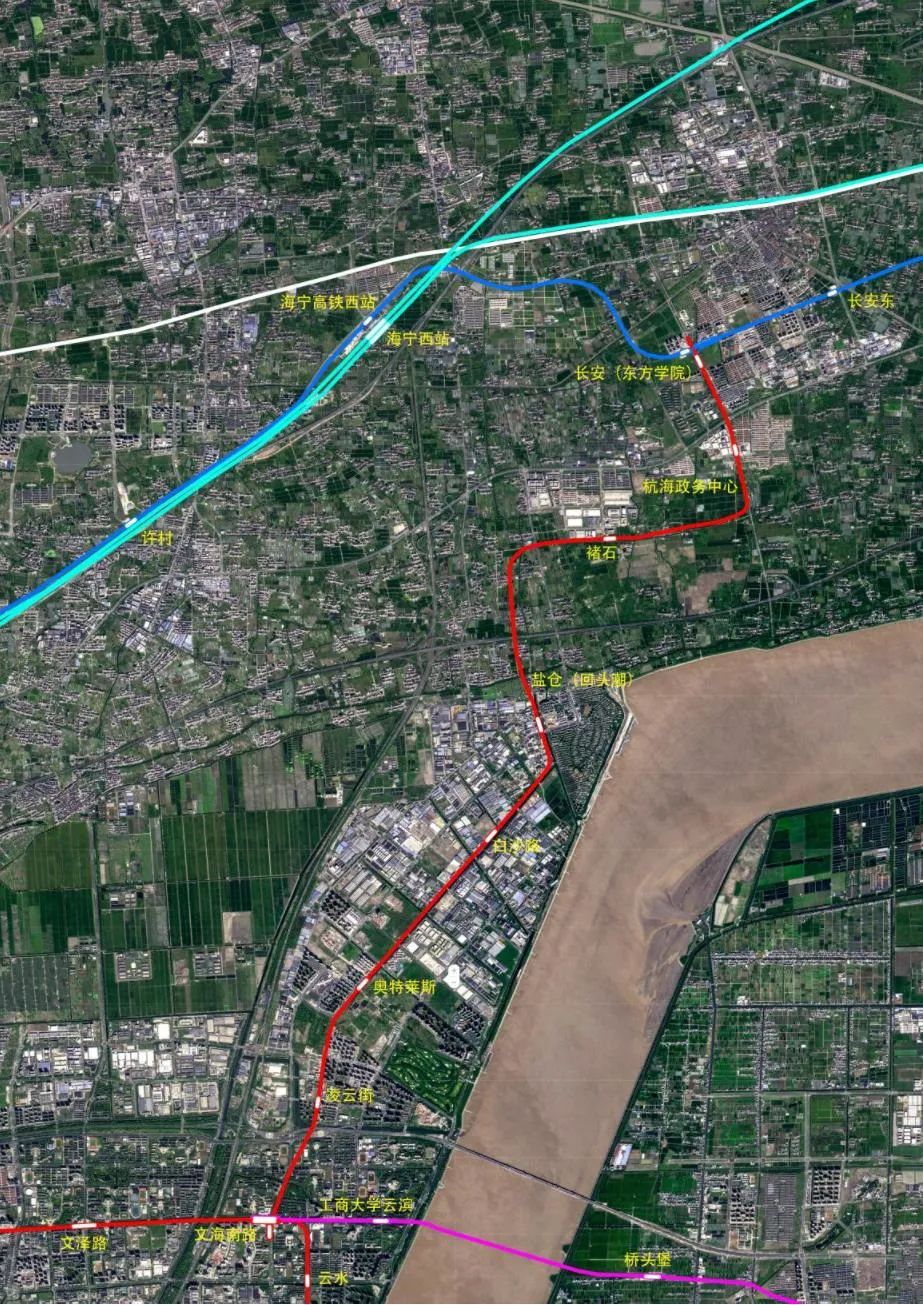 海宁高铁西站
长安东
海宁西站
长安（东方学院）
杭海政务中心
许村
褚石
盐仓（回头潮）
白沙路
奥特莱斯
凌云街
工商大学云滨
文泽路
文海南路
桥头堡
云水